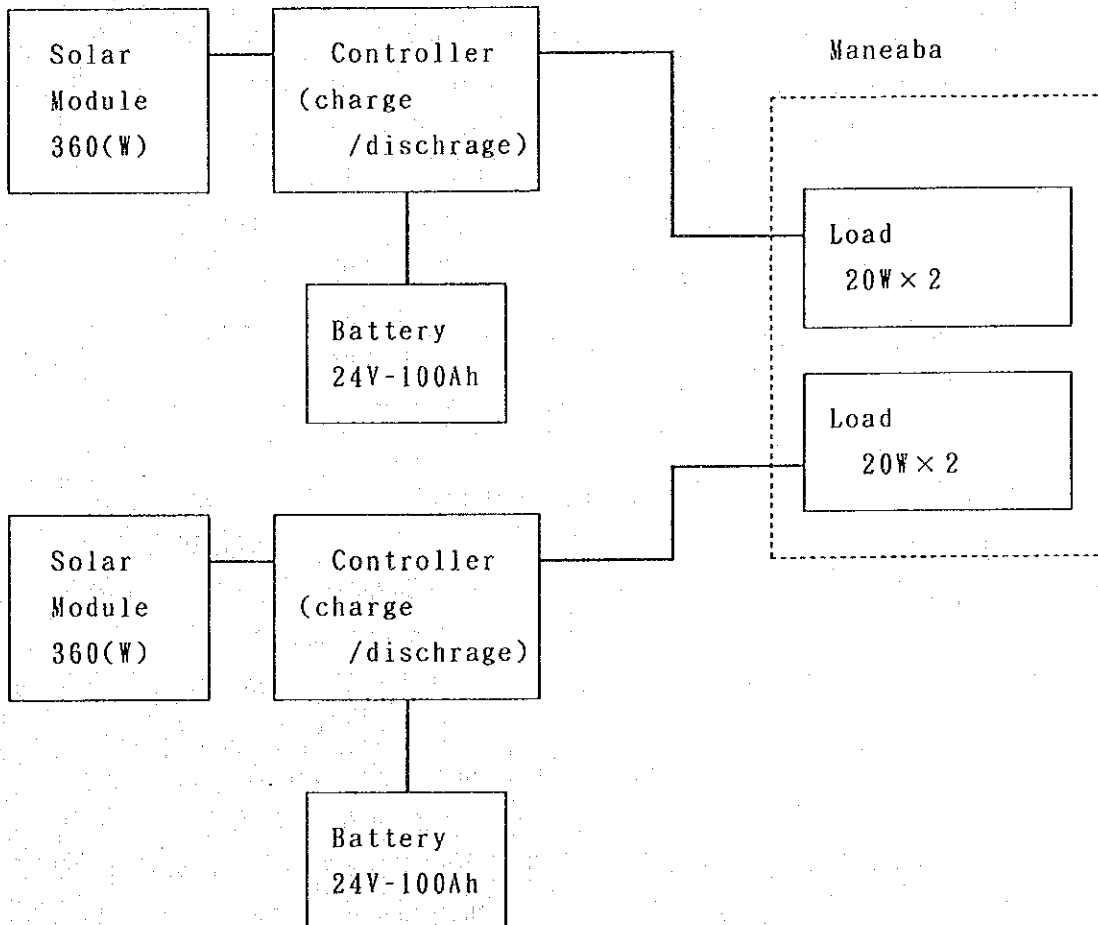 Solar
Module
360(W)
Controller
(charge
/dischrage)
Maneaba
Load
20W×2
Battery
24V-100Ah
Load
20W×2
Solar
Module
360(W)
Controller
(charge
/dischrage)
Battery
24V-100Ah